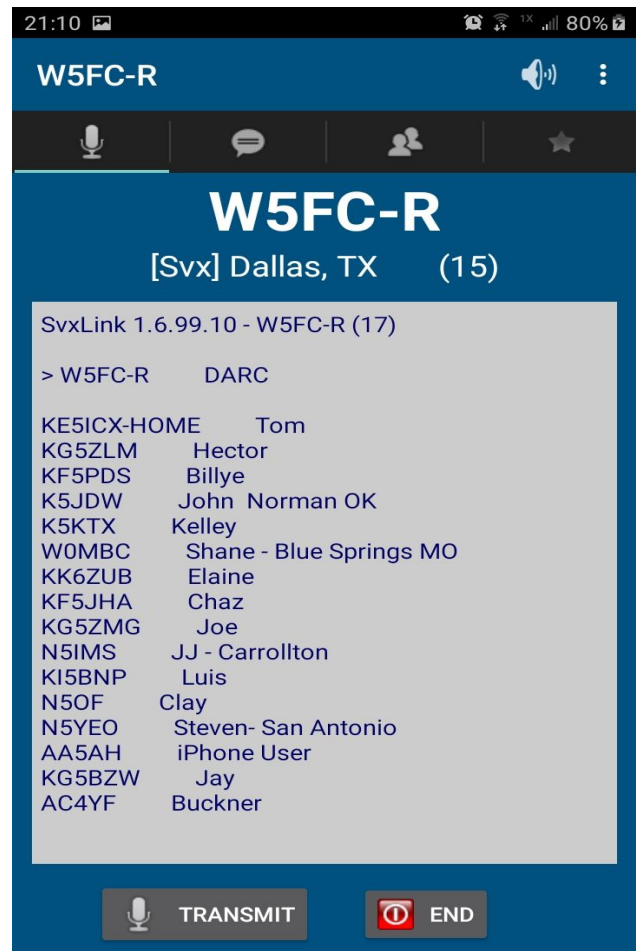 21:10 1X 80%
W5FC-R
W5FC-R
[Svx] Dallas, TX (15)
SvxLink 1.6.99.10 - W5FC-R (17)
> W5FC-R DARC
KE5ICX-HOME Tom
KG5ZLM Hector
KF5PDS Billye
K5JDW John Norman OK
K5KTX Kelley
W0MBC Shane - Blue Springs MO
KK6ZUB Elaine
KF5JHA Chaz
KG5ZMG Joe
N5IMS JJ - Carrollton
KI5BNP Luis
N5OF Clay
N5YEO Steven- San Antonio
AA5AH iPhone User
KG5BZW Jay
AC4YF Buckner
TRANSMIT END